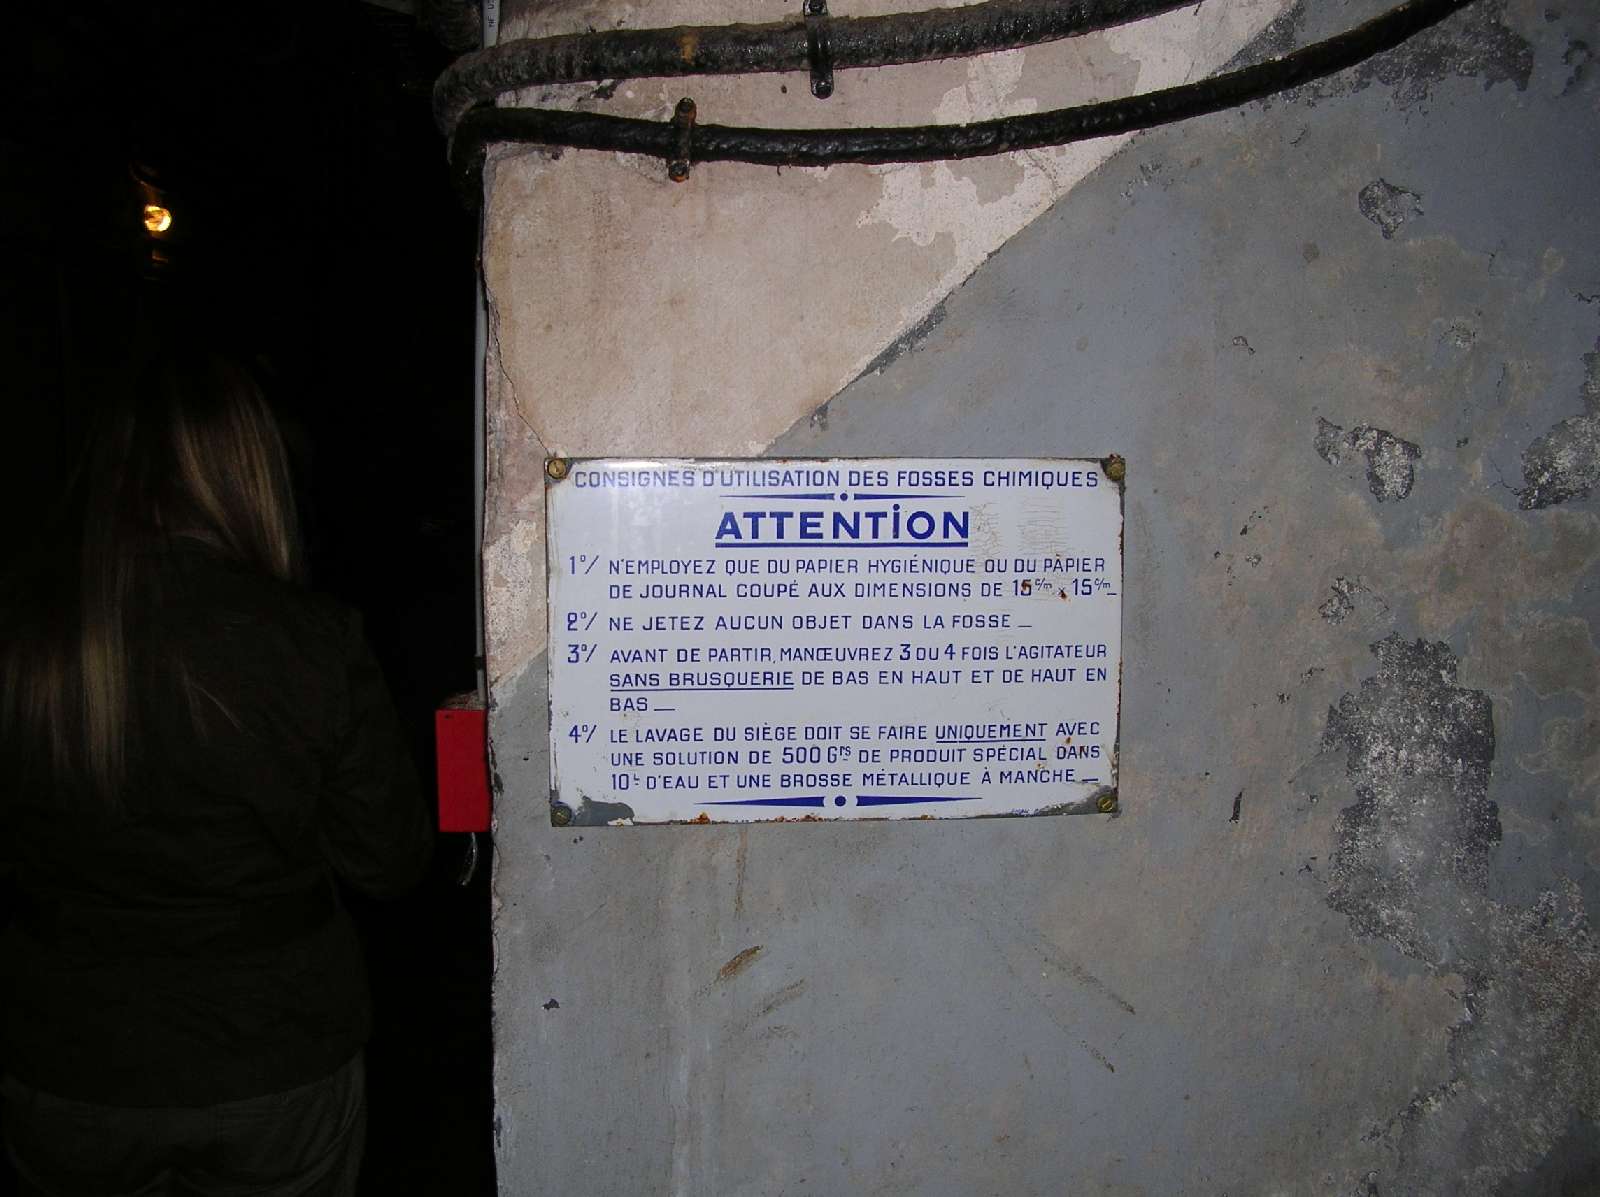 CONSIGNES D'UTILISATION DES FOSSES CHIMIQUES
ATTENTION
1°/ N'EMPLOYEZ QUE DU PAPIER HYGIÉNIQUE OU DU PAPIER
DE JOURNAL COUPÉ AUX DIMENSIONS DE 15 c/m x 15 c/m _
2°/ NE JETEZ AUCUN OBJET DANS LA FOSSE _
3°/ AVANT DE PARTIR, MANŒUVREZ 3 OU 4 FOIS L'AGITATEUR
SANS BRUSQUERIE DE BAS EN HAUT ET DE HAUT EN
BAS _
4°/ LE LAVAGE DU SIÈGE DOIT SE FAIRE UNIQUEMENT AVEC
UNE SOLUTION DE 500 Grs DE PRODUIT SPÉCIAL DANS
10L D'EAU ET UNE BROSSE MÉTALLIQUE À MANCHE _